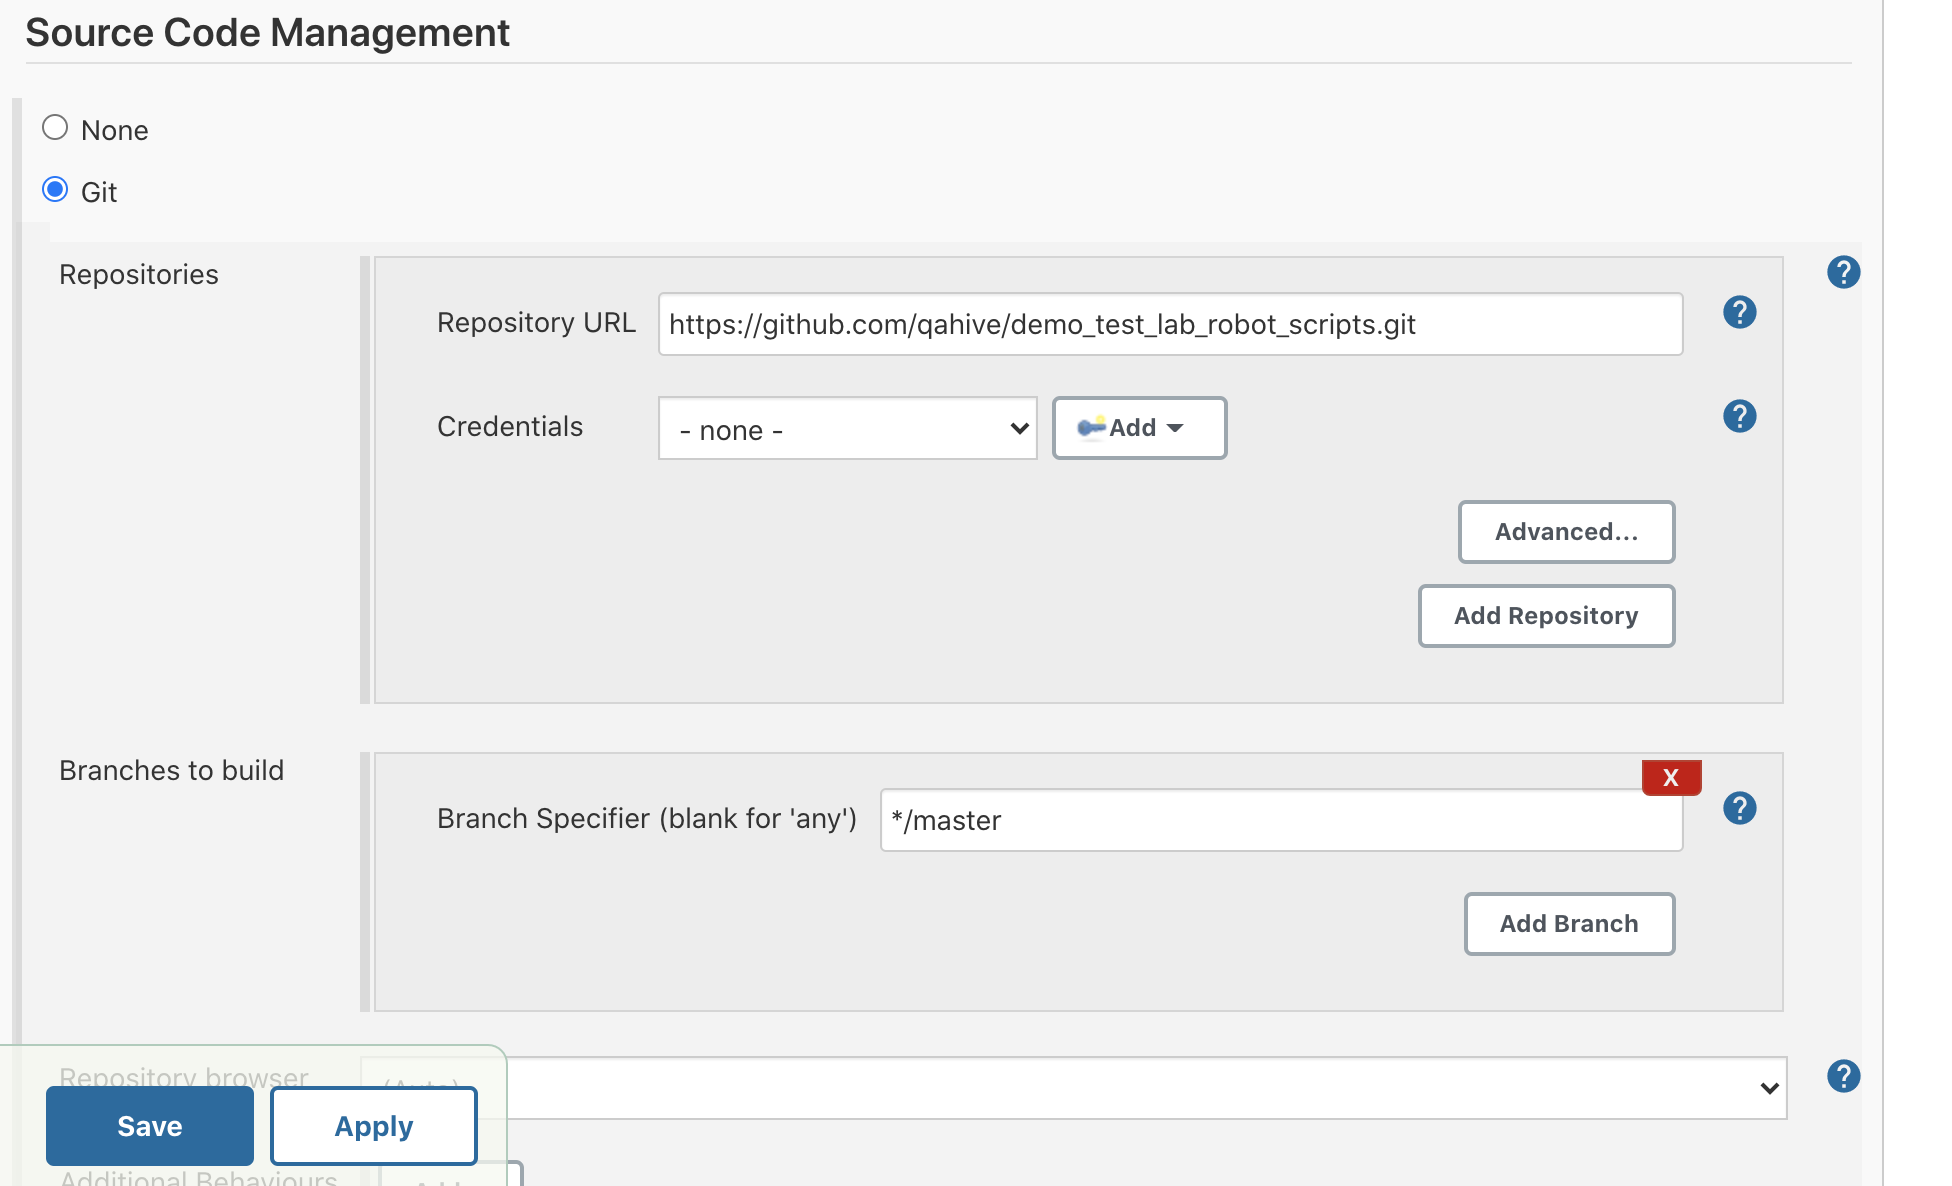 Source Code Management
None
Git
Repositories
?
Repository URL
https://github.com/qahive/demo_test_lab_robot_scripts.git
?
Credentials
- none -
Add
?
Advanced...
Add Repository
Branches to build
X
Branch Specifier (blank for 'any')
*/master
?
Add Branch
Repository browser
(Auto)
?
Save
Apply
Additional Behaviours
Add